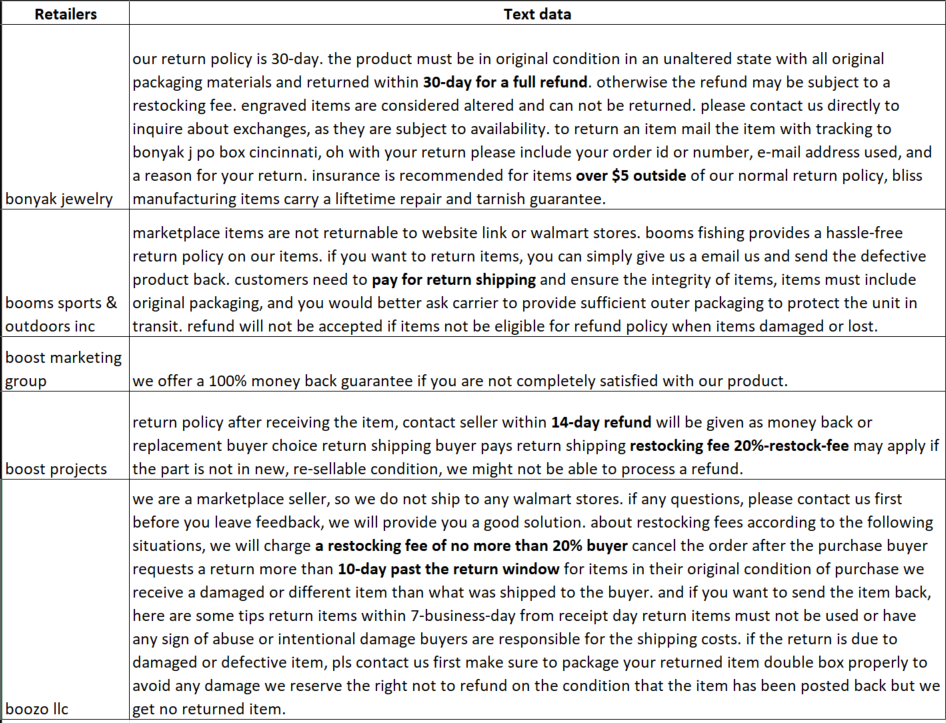 Retailers Text data
our return policy is 30-day. the product must be in original condition in an unaltered state with all original
packaging materials and returned within 30-day for a full refund. otherwise the refund may be subject to a
restocking fee. engraved items are considered altered and can not be returned. please contact us directly to
inquire about exchanges, as they are subject to availability. to return an item mail the item with tracking to
bonyak j po box cincinnati, oh with your return please include your order id or number, e-mail address used, and
a reason for your return. insurance is recommended for items over $5 outside of our normal return policy, bliss
bonyak jewelry manufacturing items carry a liftetime repair and tarnish guarantee.
marketplace items are not returnable to website link or walmart stores. booms fishing provides a hassle-free
return policy on our items. if you want to return items, you can simply give us a email us and send the defective
product back. customers need to pay for return shipping and ensure the integrity of items, items must include
booms sports & original packaging, and you would better ask carrier to provide sufficient outer packaging to protect the unit in
outdoors inc transit. refund will not be accepted if items not be eligible for refund policy when items damaged or lost.
boost marketing
group we offer a 100% money back guarantee if you are not completely satisfied with our product.
return policy after receiving the item, contact seller within 14-day refund will be given as money back or
replacement buyer choice return shipping buyer pays return shipping restocking fee 20%-restock-fee may apply if
boost projects the part is not in new, re-sellable condition, we might not be able to process a refund.
we are a marketplace seller, so we do not ship to any walmart stores. if any questions, please contact us first
before you leave feedback, we will provide you a good solution. about restocking fees according to the following
situations, we will charge a restocking fee of no more than 20% buyer cancel the order after the purchase buyer
requests a return more than 10-day past the return window for items in their original condition of purchase we
receive a damaged or different item than what was shipped to the buyer. and if you want to send the item back,
here are some tips return items within 7-business-day from receipt day return items must not be used or have
any sign of abuse or intentional damage buyers are responsible for the shipping costs. if the return is due to
damaged or defective item, pls contact us first make sure to package your returned item double box properly to
avoid any damage we reserve the right not to refund on the condition that the item has been posted back but we
boozo llc get no returned item.